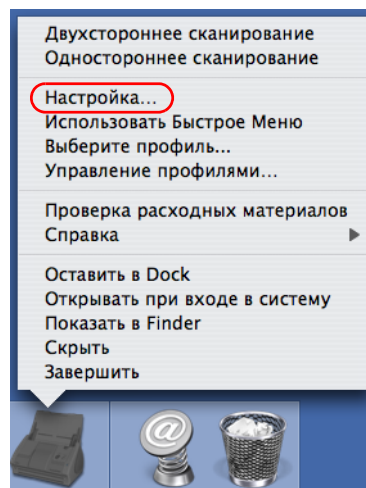 Двухстороннее сканирование
Одностороннее сканирование
Настройка...
Использовать Быстрое Меню
Выберите профиль...
Управление профилями...
Проверка расходных материалов
Справка
Оставить в Dock
Открывать при входе в систему
Показать в Finder
Скрыть
Завершить
@